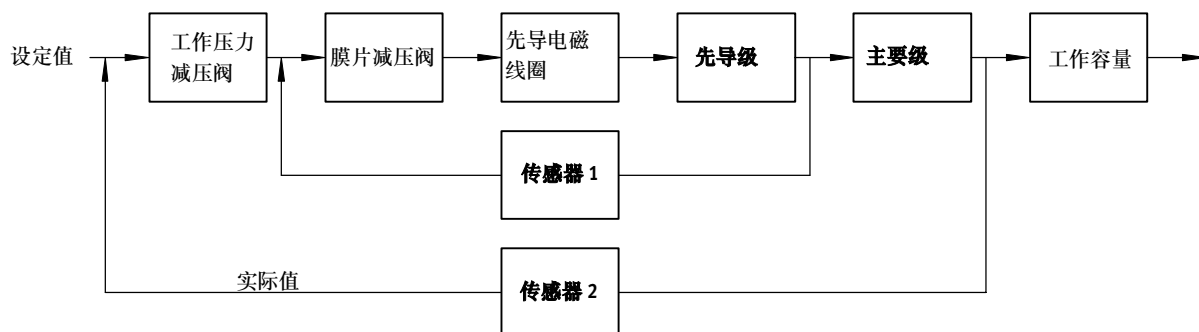 设定值
工作压力
减压阀
膜片减压阀
先导电磁
线圈
先导级
主要级
工作容量
传感器 1
实际值
传感器 2